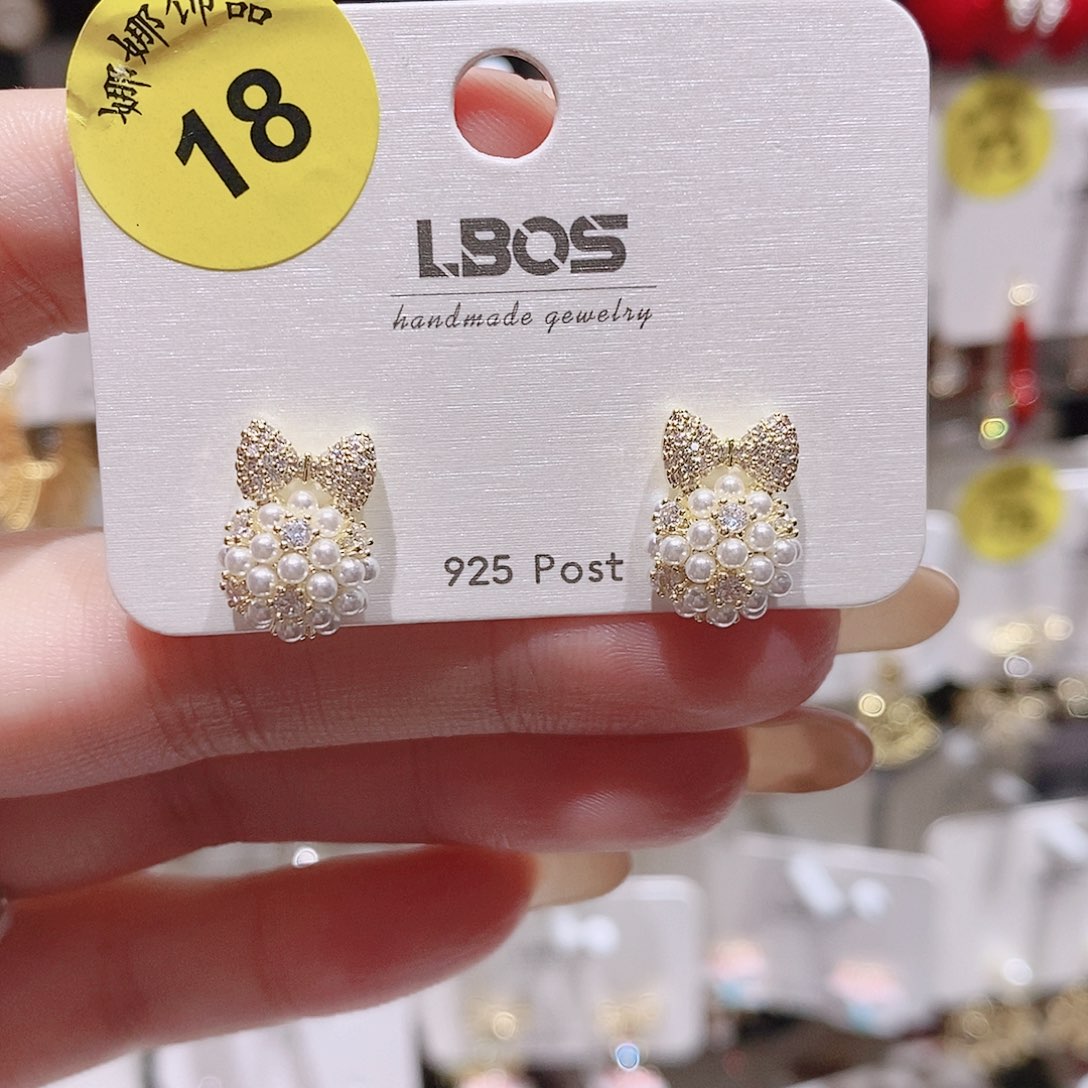 娜娜饰品
18
LBOS
handmade gewelry
925 Post